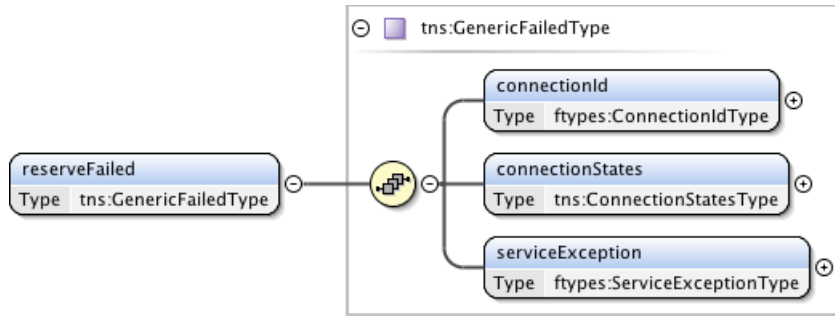 tns:GenericFailedType
connectionId
Type ftypes:ConnectionIdType
reserveFailed
Type tns:GenericFailedType
connectionStates
Type tns:ConnectionStatesType
serviceException
Type ftypes:ServiceExceptionType